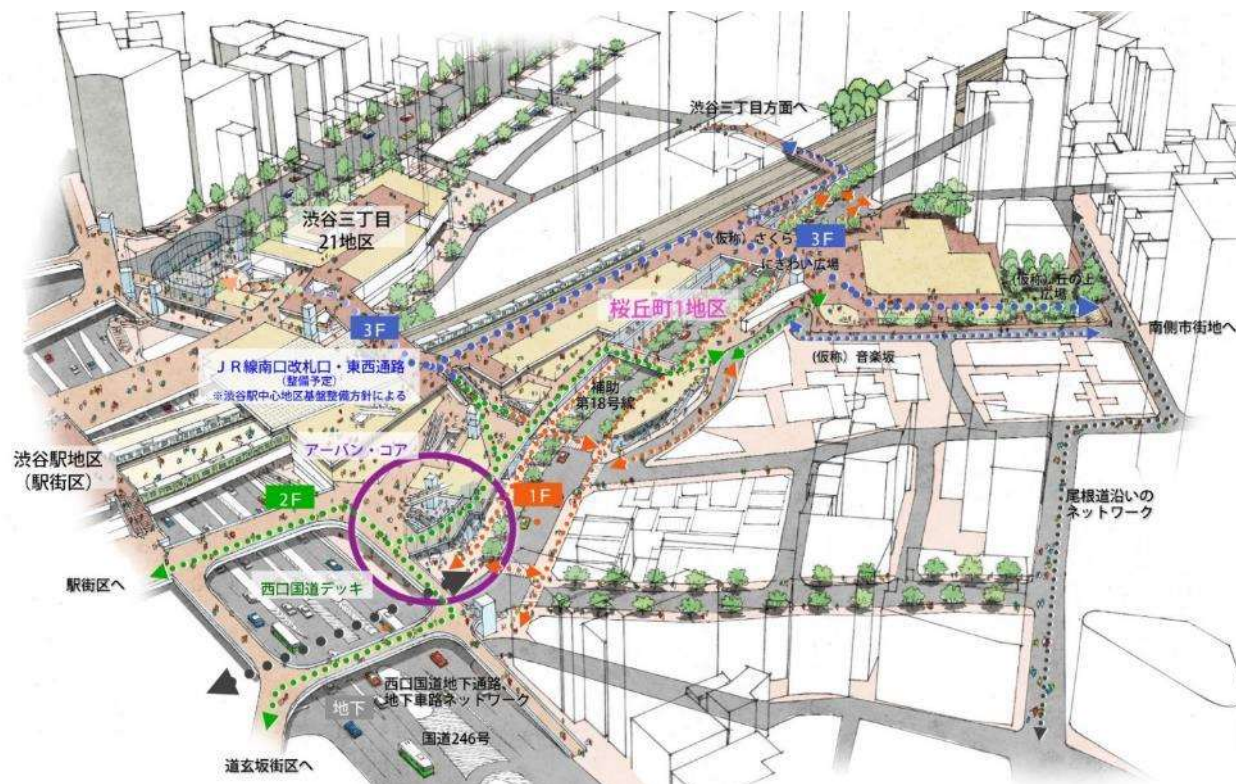 渋谷三丁目方面へ
渋谷三丁目
21地区
(仮称)さくら
3F
にぎわい広場
(仮称)丘の上
広場
桜丘町1地区
南側市街地へ
3F
(仮称)音楽坂
JR線南口改札口・東西通路
(整備予定)
※渋谷駅中心地区基盤整備方針による
補助
第18号線
アーバン・コア
渋谷駅地区
(駅街区)
2F
1F
尾根道沿いの
ネットワーク
駅街区へ
西口国道デッキ
西口国道地下通路、
地下車路ネットワーク
地下
国道246号
道玄坂街区へ